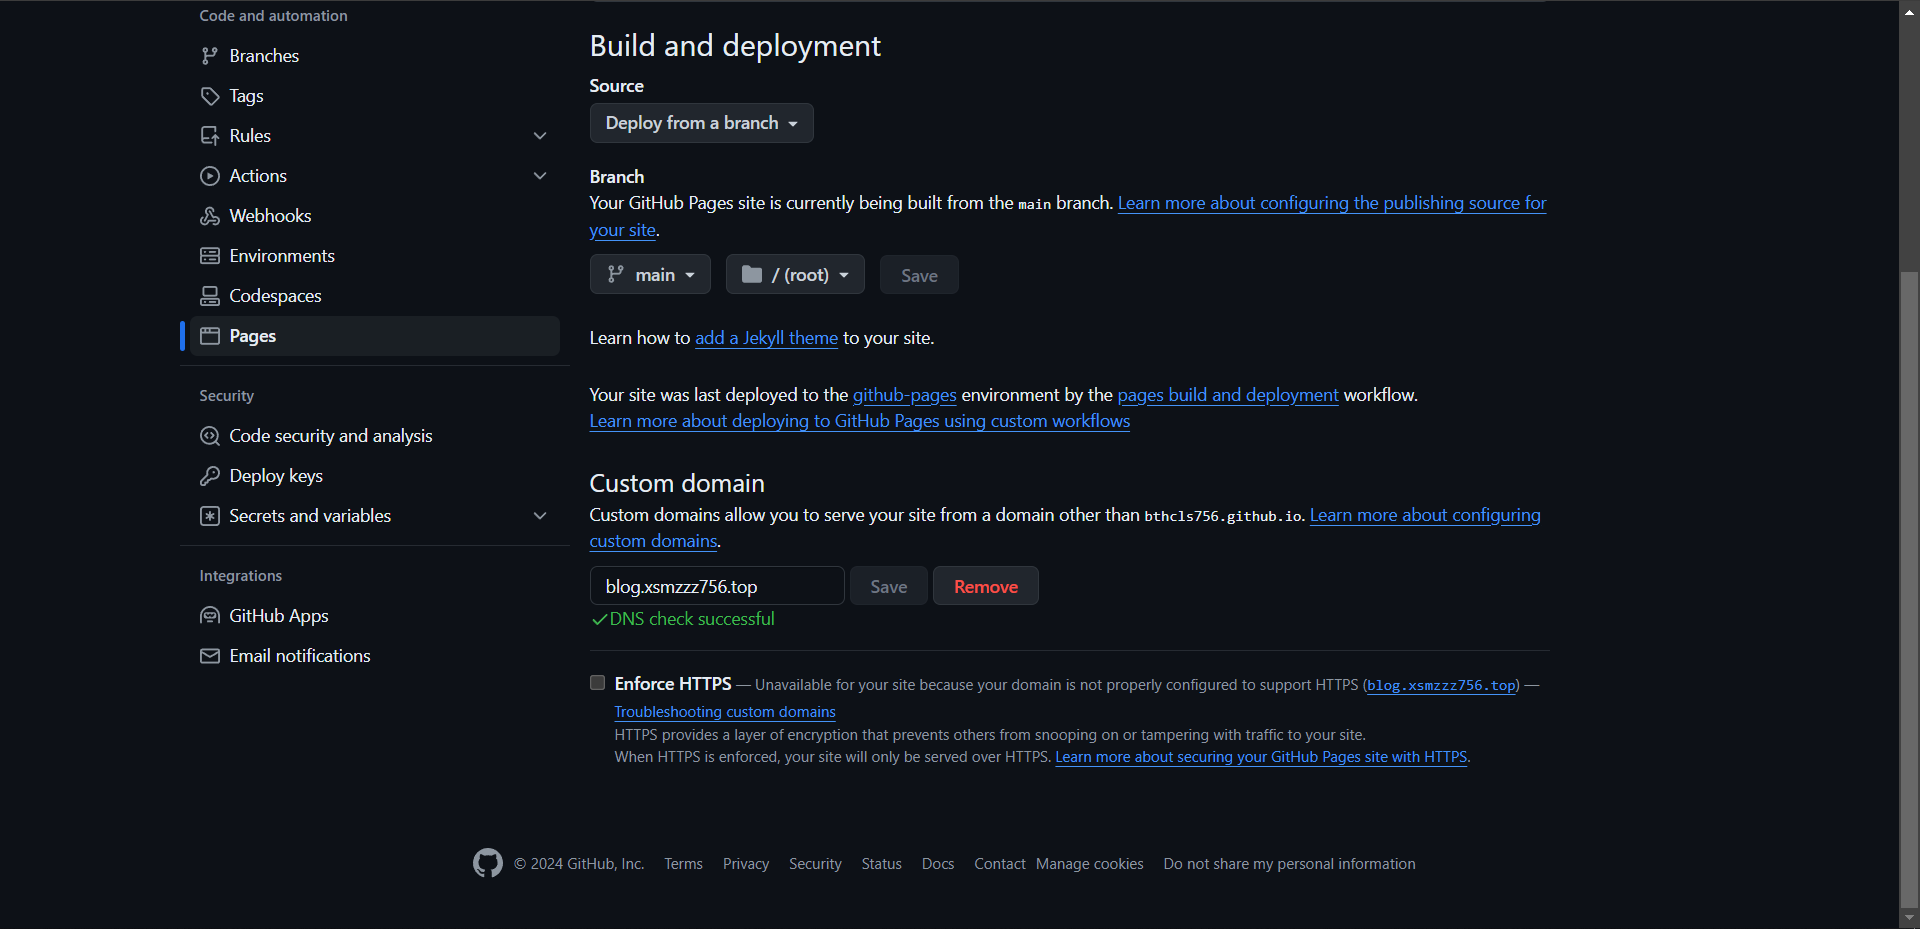 Code and automation
Branches
Tags
Rules
Actions
Webhooks
Environments
Codespaces
Pages
Security
Code security and analysis
Deploy keys
Secrets and variables
Integrations
GitHub Apps
Email notifications
Build and deployment
Source
Deploy from a branch
Branch
Your GitHub Pages site is currently being built from the main branch. Learn more about configuring the publishing source for
your site.
main / (root) Save
Learn how to add a Jekyll theme to your site.
Your site was last deployed to the github-pages environment by the pages build and deployment workflow.
Learn more about deploying to GitHub Pages using custom workflows
Custom domain
Custom domains allow you to serve your site from a domain other than bthcls756.github.io. Learn more about configuring
custom domains.
blog.xsmzzz756.top Save Remove
DNS check successful
Enforce HTTPS — Unavailable for your site because your domain is not properly configured to support HTTPS (blog.xsmzzz756.top) —
Troubleshooting custom domains
HTTPS provides a layer of encryption that prevents others from snooping on or tampering with traffic to your site.
When HTTPS is enforced, your site will only be served over HTTPS. Learn more about securing your GitHub Pages site with HTTPS.
© 2024 GitHub, Inc. Terms Privacy Security Status Docs Contact Manage cookies Do not share my personal information